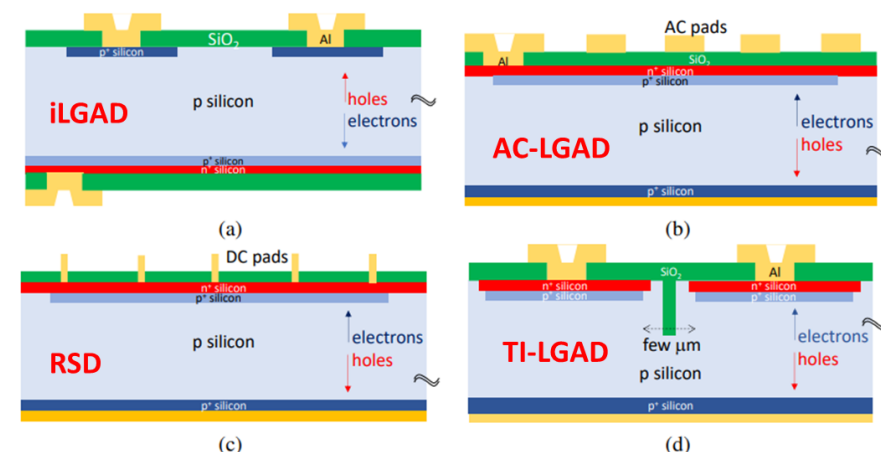 SiO₂
Al
p⁺ silicon
p silicon
holes
electrons
iLGAD
p⁺ silicon
n⁺ silicon
(a)
AC pads
Al
SiO₂
n⁺ silicon
p⁺ silicon
p silicon
electrons
holes
AC-LGAD
p⁺ silicon
(b)
DC pads
n⁺ silicon
p⁺ silicon
p silicon
electrons
holes
RSD
p⁺ silicon
(c)
SiO₂
Al
n⁺ silicon
n⁺ silicon
p⁺ silicon
p⁺ silicon
few μm
electrons
holes
TI-LGAD
p silicon
p⁺ silicon
(d)